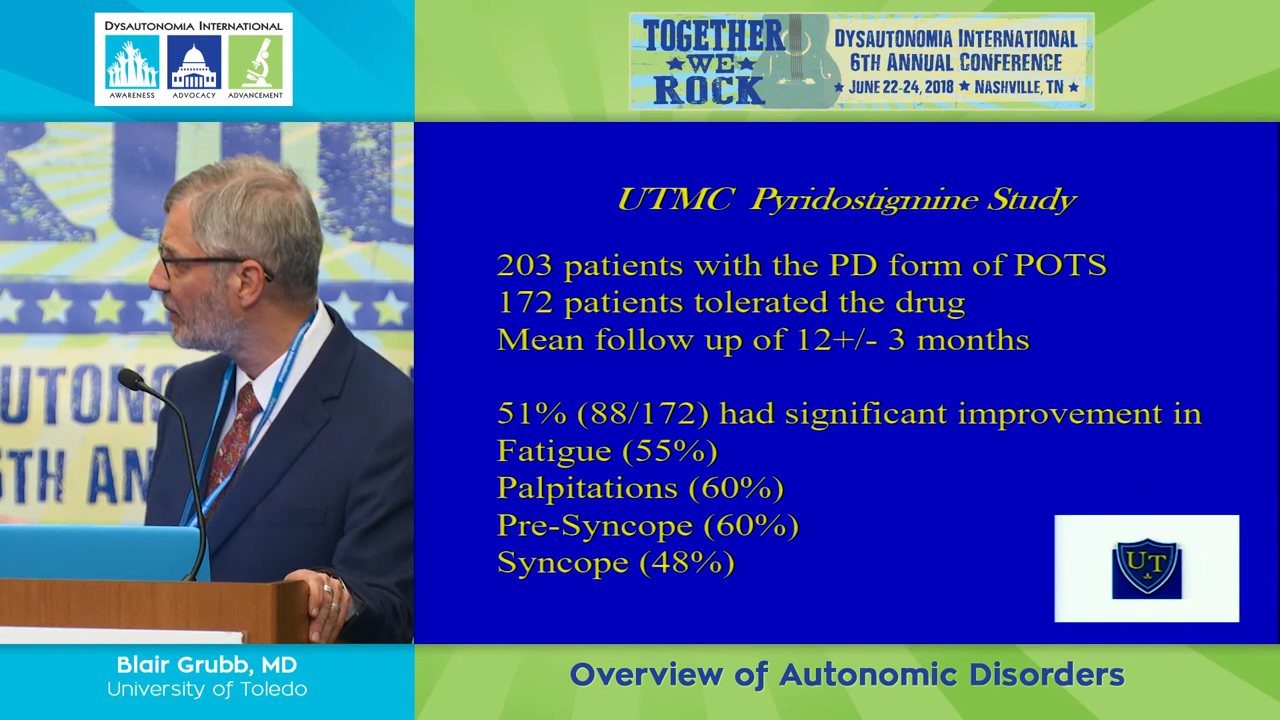 DYSAUTONOMIA INTERNATIONAL
AWARENESS ADVOCACY ADVANCEMENT
TOGETHER
WE
ROCK
DYSAUTONOMIA INTERNATIONAL
6TH ANNUAL CONFERENCE
JUNE 22-24, 2018 ★ NASHVILLE, TN
UTMC Pyridostigmine Study
203 patients with the PD form of POTS
172 patients tolerated the drug
Mean follow up of 12+/- 3 months
51% (88/172) had significant improvement in
Fatigue (55%)
Palpitations (60%)
Pre-Syncope (60%)
Syncope (48%)
UT
Blair Grubb, MD
University of Toledo
Overview of Autonomic Disorders